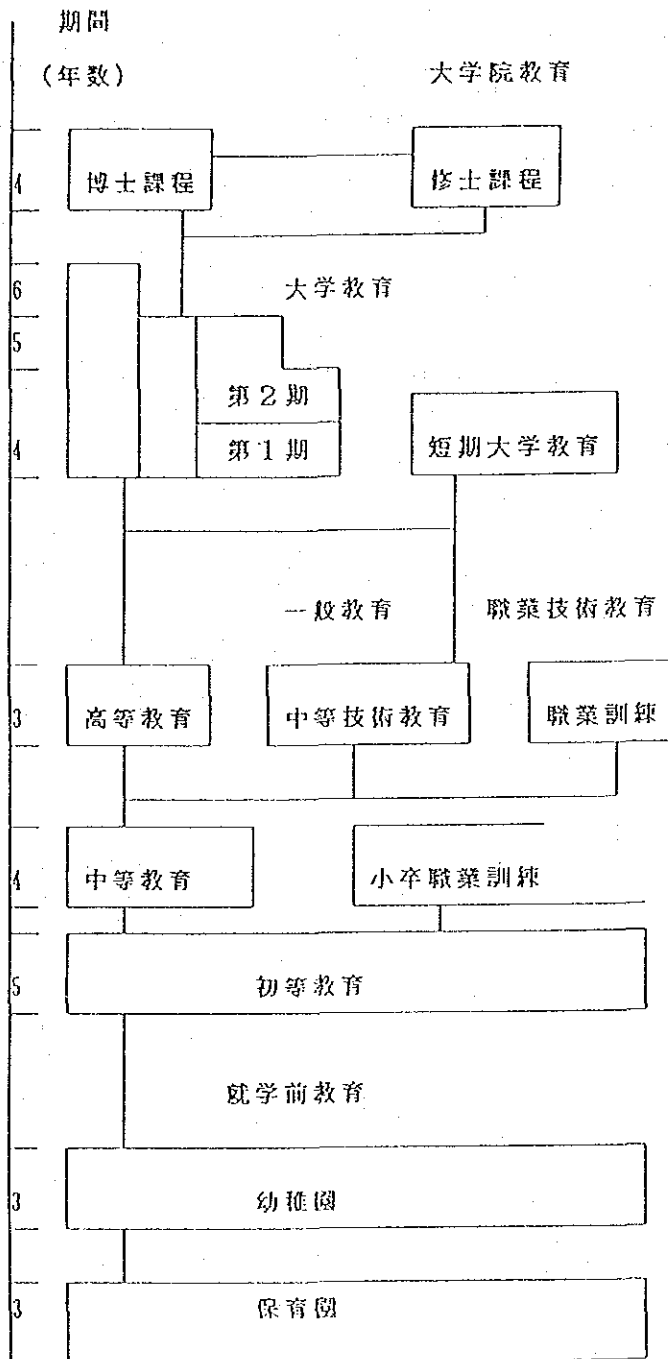 期間
(年数)
大学院教育
4
博士課程
修士課程
6
大学教育
5
第2期
4
第1期
短期大学教育
一般教育
職業技術教育
3
高等教育
中等技術教育
職業訓練
4
中等教育
小卒職業訓練
5
初等教育
就学前教育
3
幼稚園
3
保育園